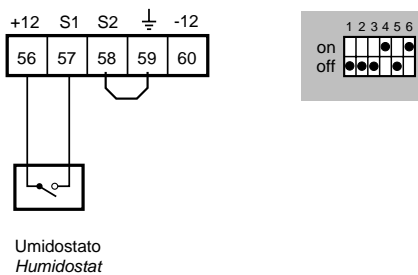 +12 S1 S2 -12
56 57 58 59 60
1 2 3 4 5 6
on
off
Umidostato
Humidostat